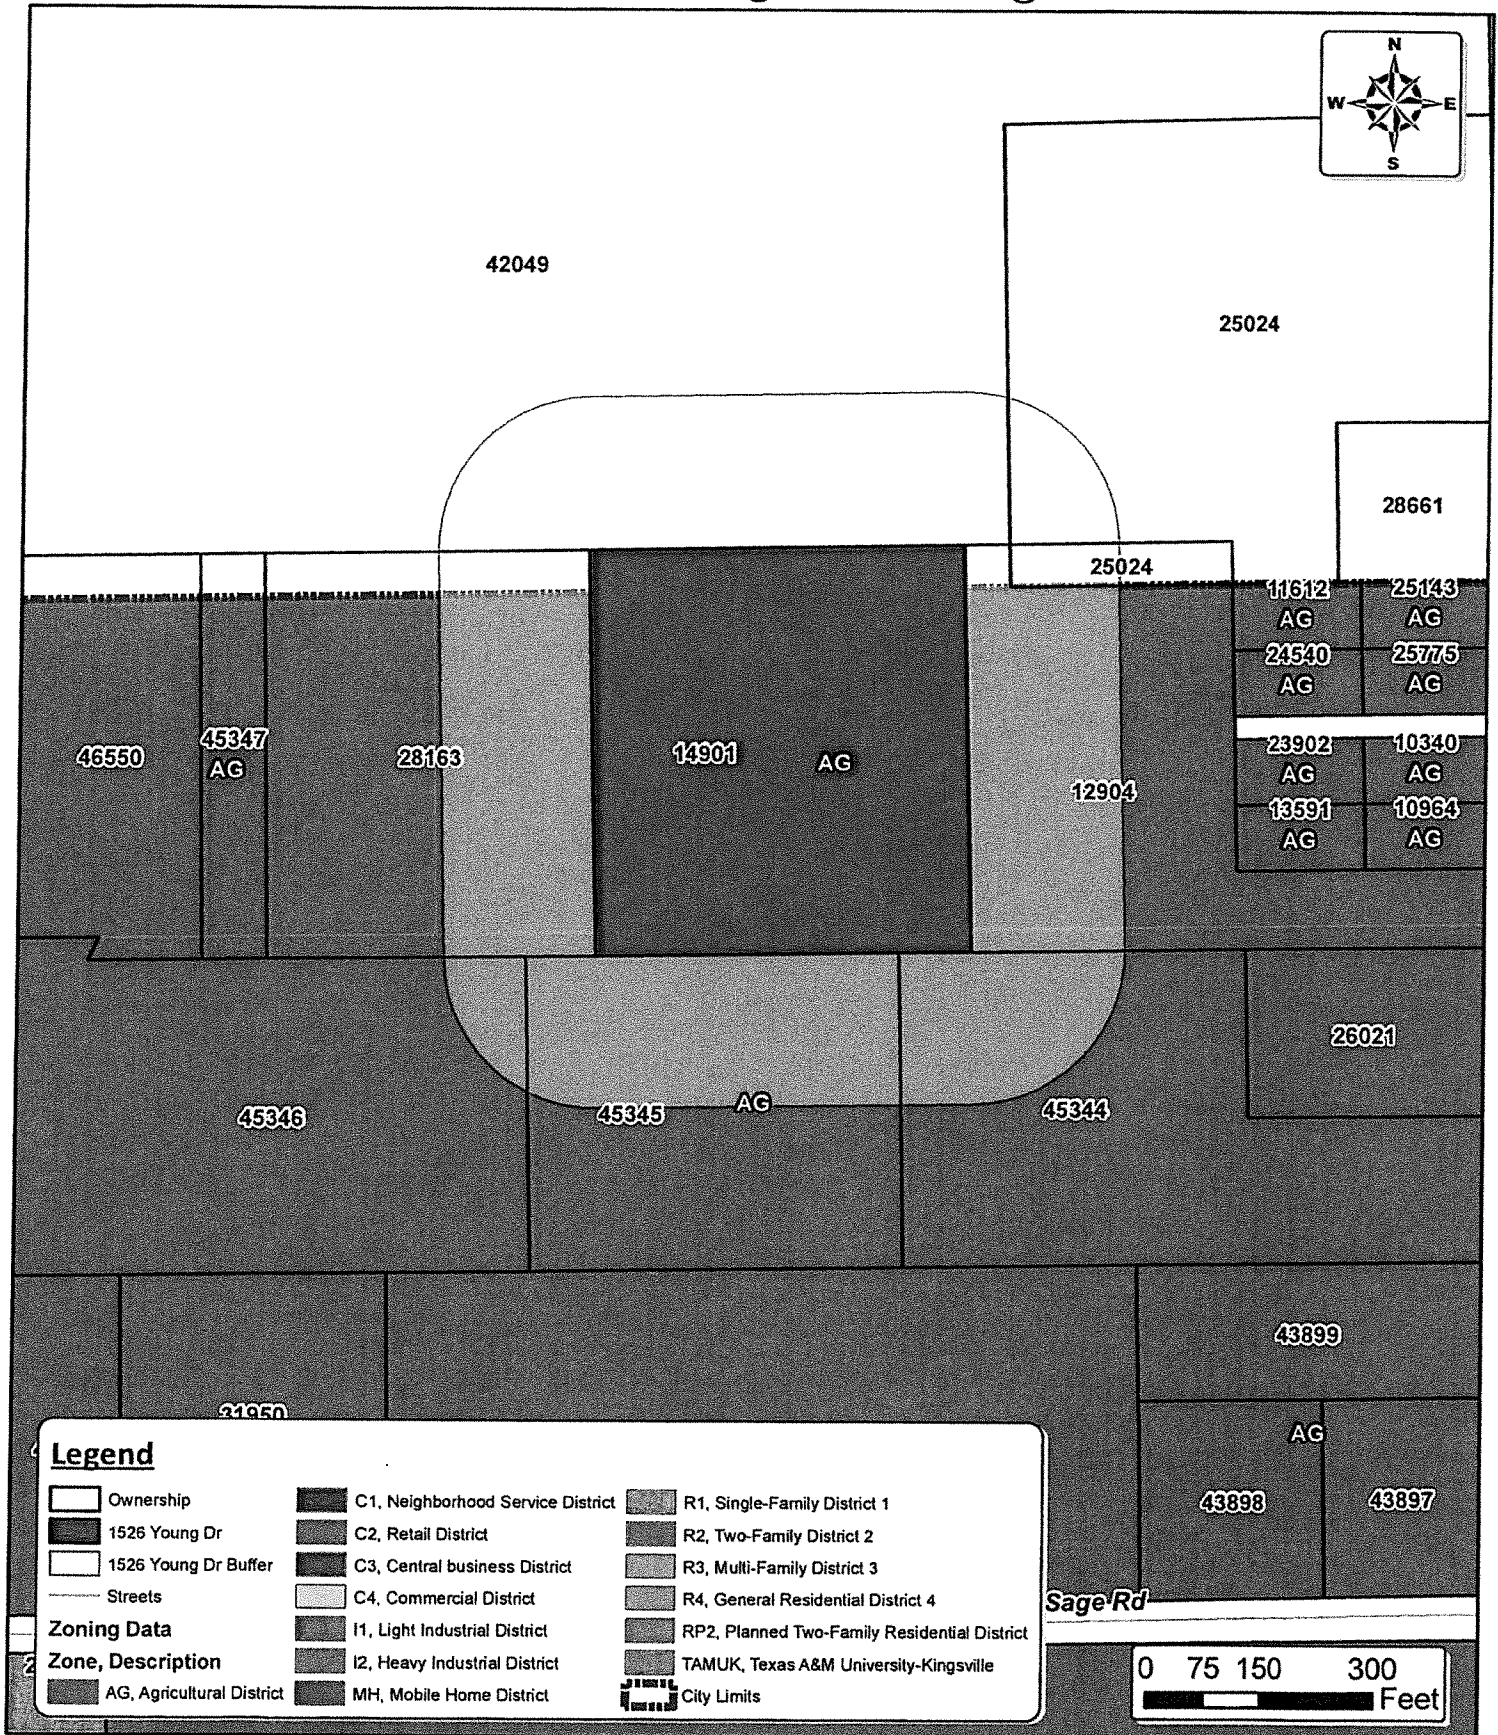 N
W E
S
42049
25024
28661
25024
11612 25143
AG AG
24540 25775
AG AG
46550 45347 28163 14901 AG 12904
AG
23902 10340
AG AG
13591 10964
AG AG
26021
45346 45345 AG 45344
43899
31950
AG
43898 43897
Sage Rd
Legend
Ownership
1526 Young Dr
1526 Young Dr Buffer
Streets
Zoning Data
Zone, Description
AG, Agricultural District
C1, Neighborhood Service District
C2, Retail District
C3, Central business District
C4, Commercial District
I1, Light Industrial District
I2, Heavy Industrial District
MH, Mobile Home District
R1, Single-Family District 1
R2, Two-Family District 2
R3, Multi-Family District 3
R4, General Residential District 4
RP2, Planned Two-Family Residential District
TAMUK, Texas A&M University-Kingsville
City Limits
0 75 150 300
Feet